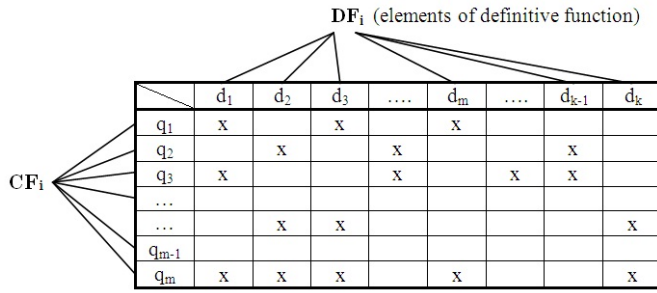 DFᵢ (elements of definitive function)
d₁ d₂ d₃ .... dₘ .... dₖ₋₁ dₖ
q₁ x x x
q₂ x x x
CFᵢ
q₃ x x x x
...
... x x x
qₘ₋₁
qₘ x x x x x